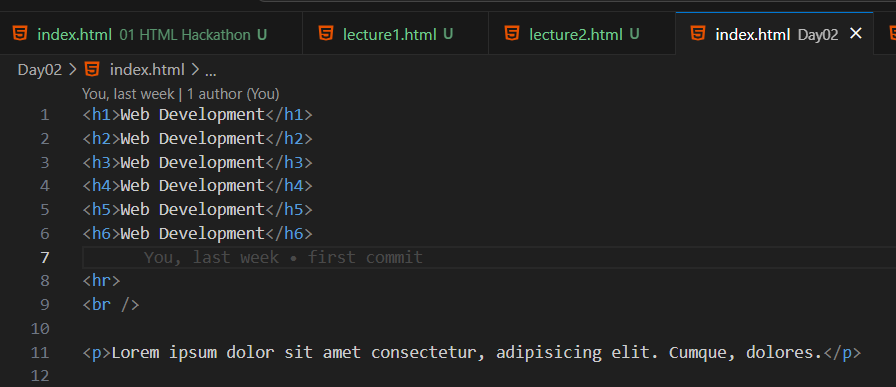 index.html 01 HTML Hackathon U lecture1.html U lecture2.html U index.html Day02
Day02 > index.html > ...
You, last week | 1 author (You)
1 <h1>Web Development</h1>
2 <h2>Web Development</h2>
3 <h3>Web Development</h3>
4 <h4>Web Development</h4>
5 <h5>Web Development</h5>
6 <h6>Web Development</h6>
7 You, last week • first commit
8 <hr>
9 <br />
10
11 <p>Lorem ipsum dolor sit amet consectetur, adipisicing elit. Cumque, dolores.</p>
12